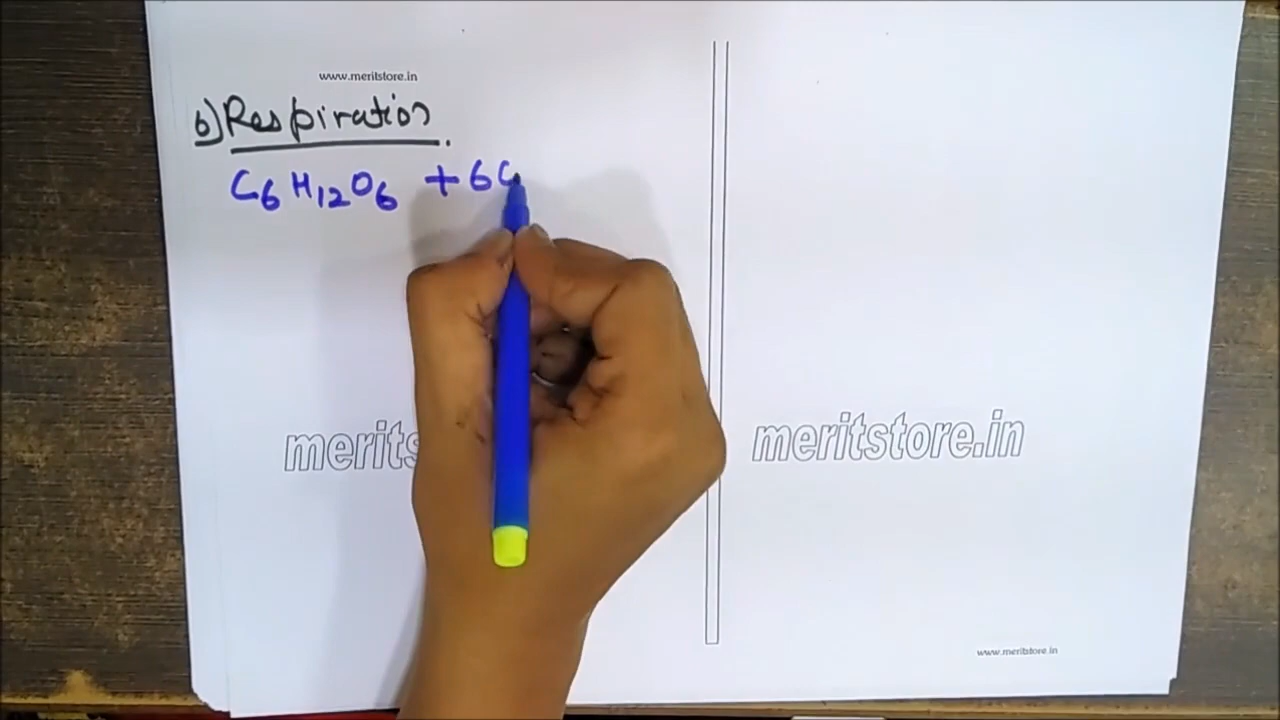 www.meritstore.in
b) Respiration.
C₆H₁₂O₆ + 6
merits
meritstore.in
www.meritstore.in